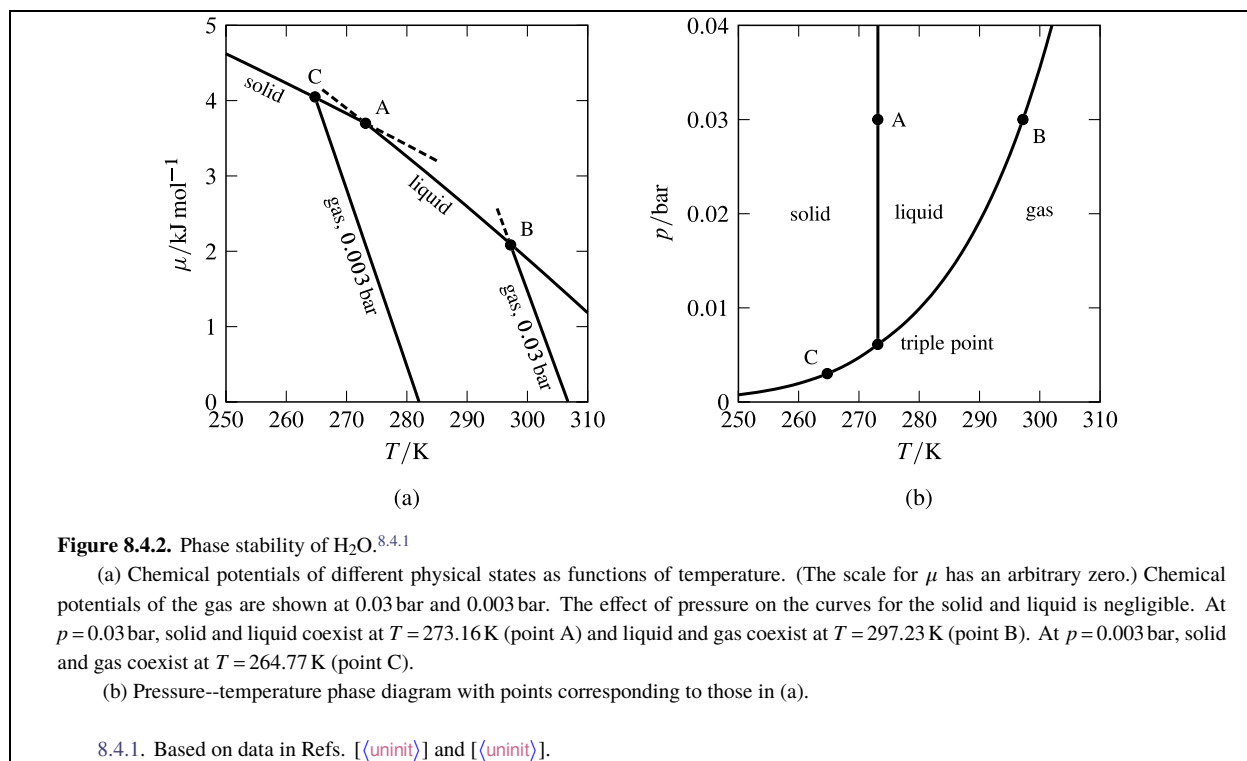 5
4
3
2
1
0
250 260 270 280 290 300 310
μ/kJ mol−1
T/K
solid
C
A
liquid
B
gas, 0.003 bar
gas, 0.03 bar
(a)
0.04
0.03
0.02
0.01
0
250 260 270 280 290 300 310
p/bar
T/K
A
B
solid
liquid
gas
triple point
C
(b)
Figure 8.4.2. Phase stability of H2O.8.4.1
(a) Chemical potentials of different physical states as functions of temperature. (The scale for μ has an arbitrary zero.) Chemical
potentials of the gas are shown at 0.03 bar and 0.003 bar. The effect of pressure on the curves for the solid and liquid is negligible. At
p = 0.03 bar, solid and liquid coexist at T = 273.16 K (point A) and liquid and gas coexist at T = 297.23 K (point B). At p = 0.003 bar, solid
and gas coexist at T = 264.77 K (point C).
(b) Pressure--temperature phase diagram with points corresponding to those in (a).
8.4.1. Based on data in Refs. [⟨uninit⟩] and [⟨uninit⟩].